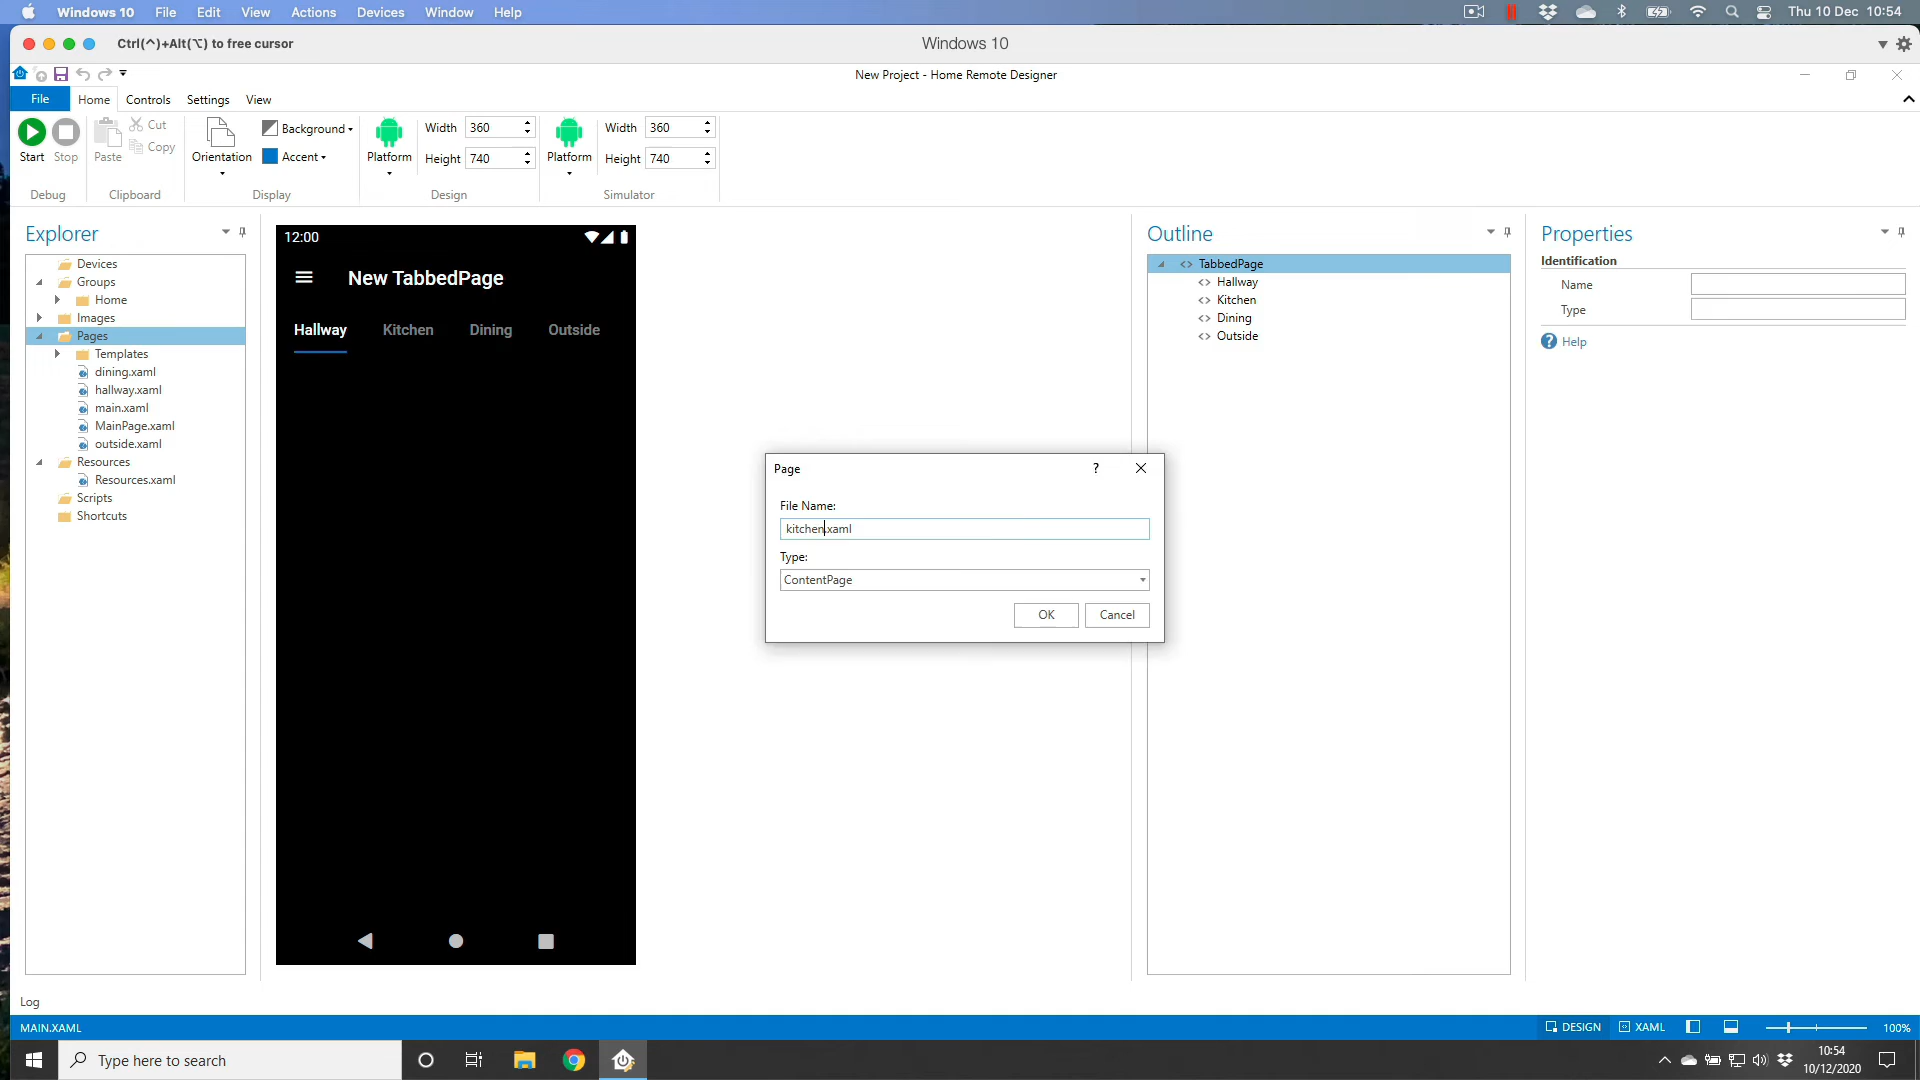 Windows 10 File Edit View Actions Devices Window Help Thu 10 Dec 10:54
Ctrl(^)+Alt(⌥) to free cursor Windows 10
New Project - Home Remote Designer
File Home Controls Settings View
Start Stop Paste Cut Copy Orientation Background Accent Platform Width 360 Height 740 Platform Width 360 Height 740
Debug Clipboard Display Design Simulator
Explorer
Devices
Groups
Home
Images
Pages
Templates
dining.xaml
hallway.xaml
main.xaml
MainPage.xaml
outside.xaml
Resources
Resources.xaml
Scripts
Shortcuts
12:00
New TabbedPage
Hallway Kitchen Dining Outside
Page ?
File Name:
kitchen.xaml
Type:
ContentPage
OK Cancel
Outline
<> TabbedPage
<> Hallway
<> Kitchen
<> Dining
<> Outside
Properties
Identification
Name
Type
? Help
Log
MAIN.XAML DESIGN XAML 100%
Type here to search 10:54
10/12/2020